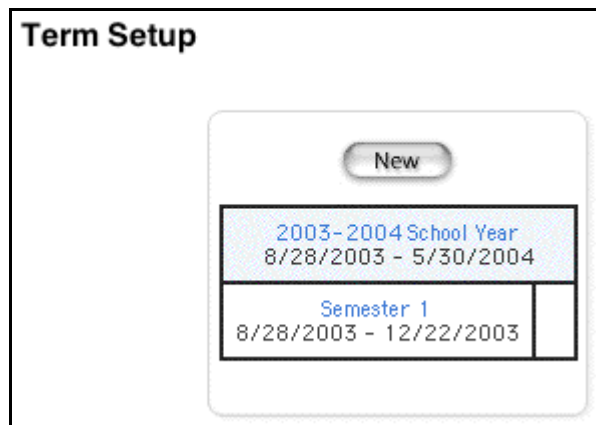 Term Setup
New
2003-2004 School Year
8/28/2003 - 5/30/2004
Semester 1
8/28/2003 - 12/22/2003